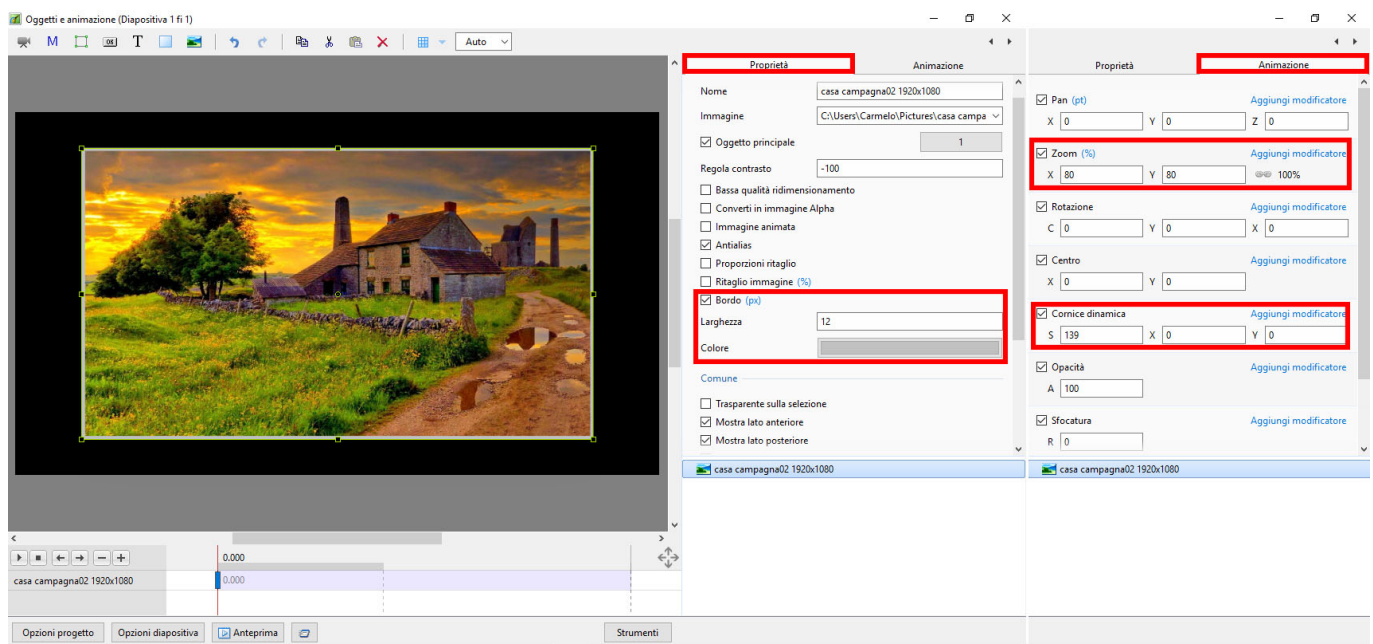 Oggetti e animazione (Diapositiva 1 fi 1)
M OK T Auto
Proprietà Animazione
Nome casa campagna02 1920x1080
Immagine C:\Users\Carmelo\Pictures\casa campa
Oggetto principale 1
Regola contrasto -100
Bassa qualità ridimensionamento
Converti in immagine Alpha
Immagine animata
Antialias
Proporzioni ritaglio
Ritaglio immagine (%)
Bordo (px)
Larghezza 12
Colore
Comune
Trasparente sulla selezione
Mostra lato anteriore
Mostra lato posteriore
casa campagna02 1920x1080
Proprietà Animazione
Pan (pt) Aggiungi modificatore
X 0 Y 0 Z 0
Zoom (%) Aggiungi modificatore
X 80 Y 80 100%
Rotazione Aggiungi modificatore
C 0 Y 0 X 0
Centro Aggiungi modificatore
X 0 Y 0
Cornice dinamica Aggiungi modificatore
S 139 X 0 Y 0
Opacità Aggiungi modificatore
A 100
Sfocatura Aggiungi modificatore
R 0
casa campagna02 1920x1080
0.000
casa campagna02 1920x1080 0.000
Opzioni progetto Opzioni diapositiva Anteprima Strumenti